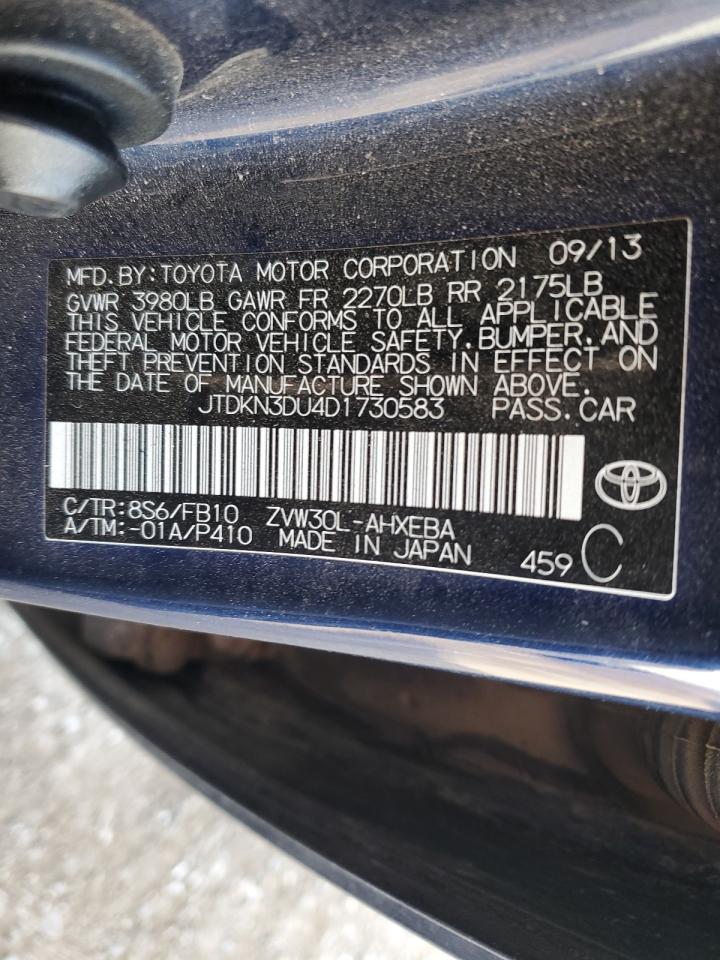 MFD.BY:TOYOTA MOTOR CORPORATION 09/13
GVWR 3980LB GAWR FR 2270LB RR 2175LB
THIS VEHICLE CONFORMS TO ALL APPLICABLE
FEDERAL MOTOR VEHICLE SAFETY,BUMPER,AND
THEFT PREVENTION STANDARDS IN EFFECT ON
THE DATE OF MANUFACTURE SHOWN ABOVE.
JTDKN3DU4D1730583 PASS.CAR
C/TR:8S6/FB10 ZVW30L-AHXEBA
A/TM:-01A/P410 MADE IN JAPAN 459 C